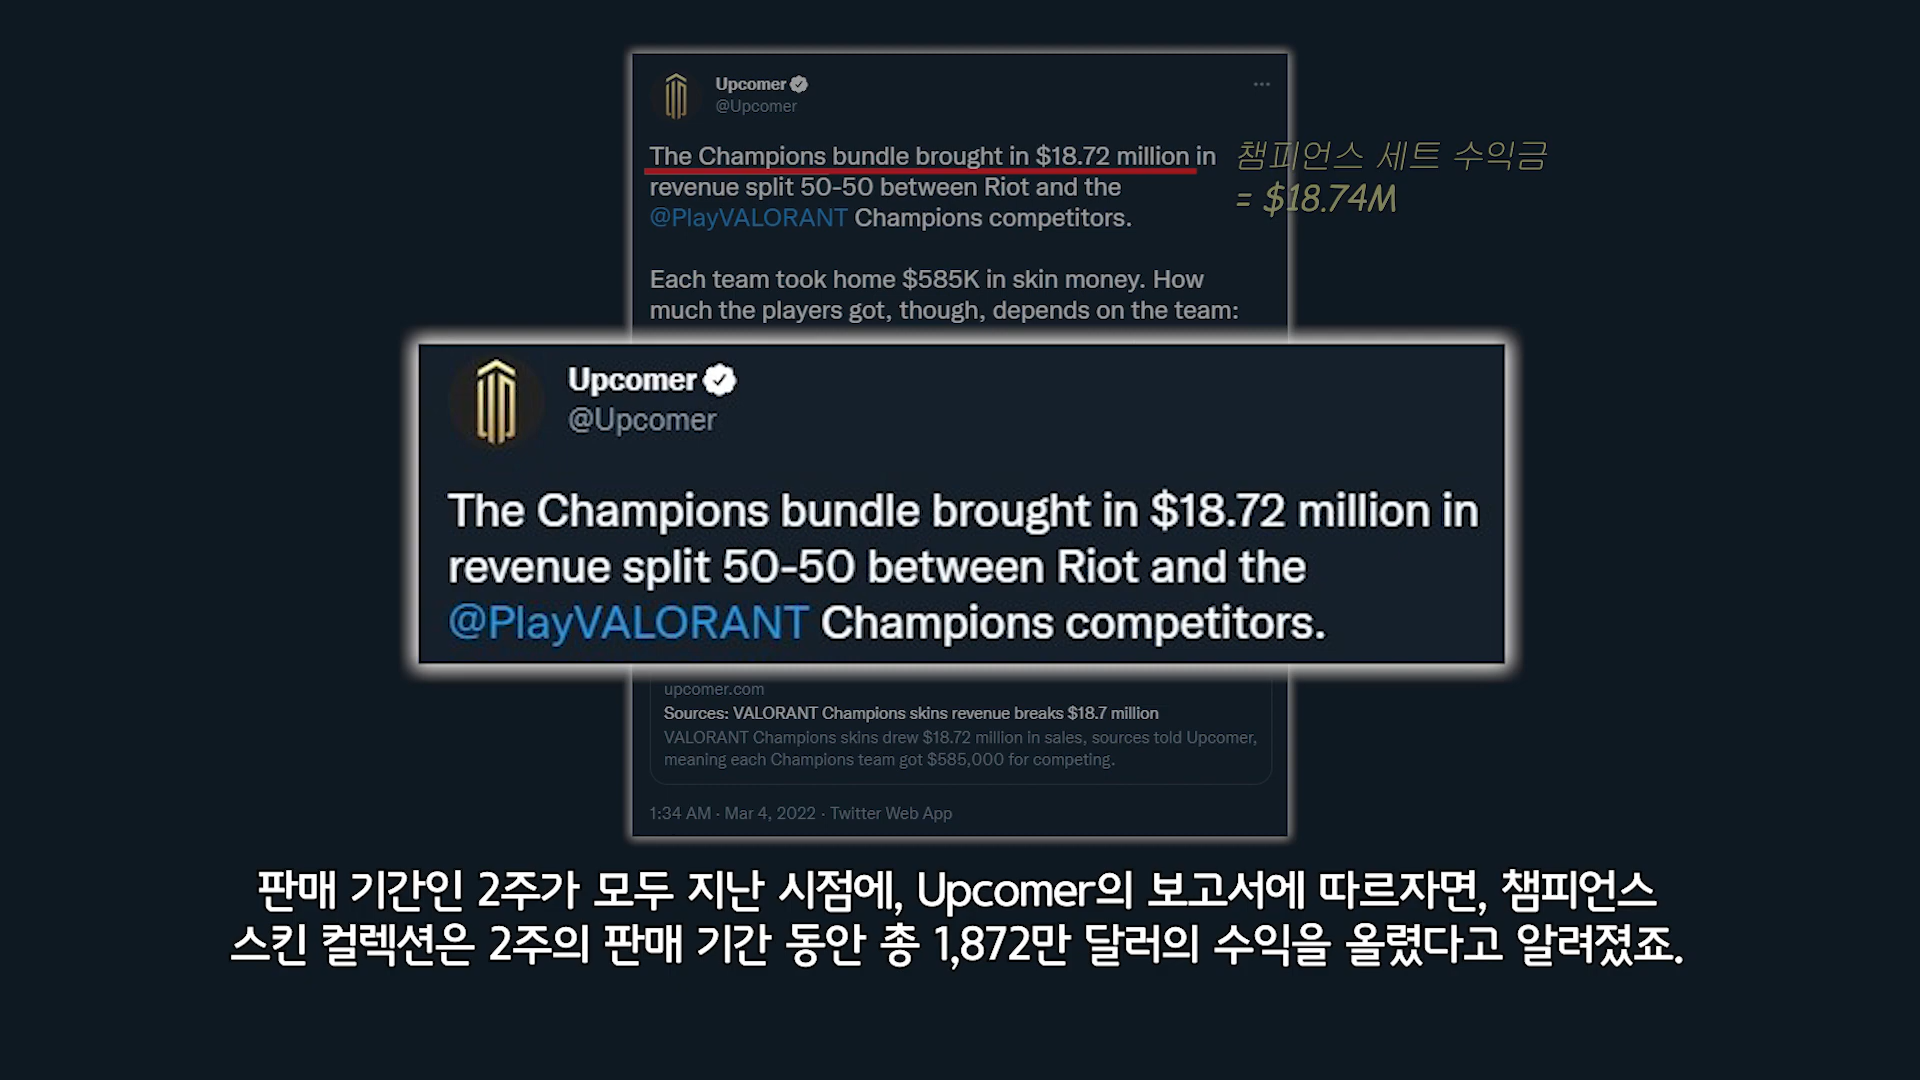 Upcomer
@Upcomer
The Champions bundle brought in $18.72 million in
revenue split 50-50 between Riot and the
@PlayVALORANT Champions competitors.
챔피언스 세트 수익금
= $18.74M
Each team took home $585K in skin money. How
much the players got, though, depends on the team:
Upcomer
@Upcomer
The Champions bundle brought in $18.72 million in
revenue split 50-50 between Riot and the
@PlayVALORANT Champions competitors.
upcomer.com
Sources: VALORANT Champions skins revenue breaks $18.7 million
VALORANT Champions skins drew $18.72 million in sales, sources told Upcomer,
meaning each Champions team got $585,000 for competing.
1:34 AM · Mar 4, 2022 · Twitter Web App
판매 기간인 2주가 모두 지난 시점에, Upcomer의 보고서에 따르자면, 챔피언스
스킨 컬렉션은 2주의 판매 기간 동안 총 1,872만 달러의 수익을 올렸다고 알려졌죠.